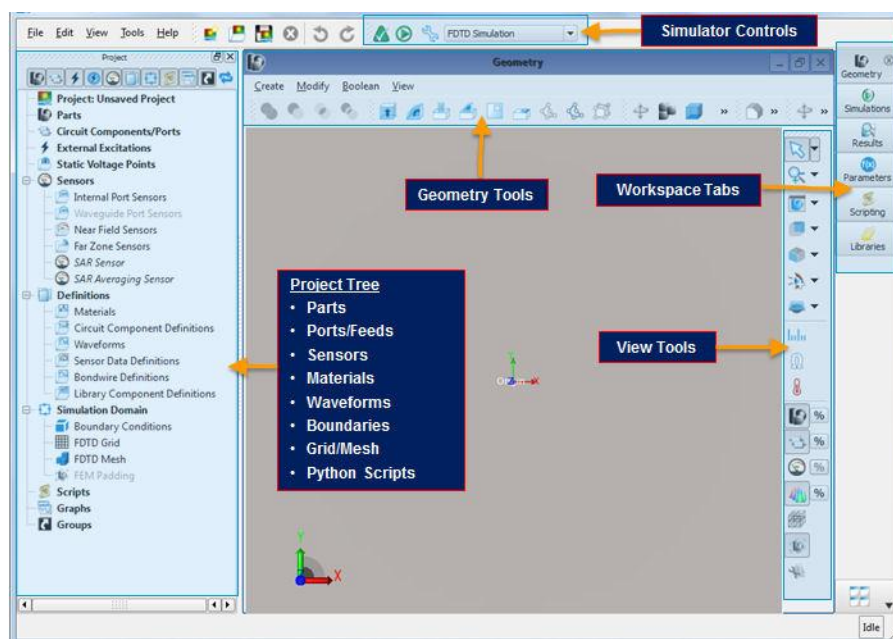 File Edit View Tools Help
FDTD Simulation
Simulator Controls
Project
Project: Unsaved Project
Parts
Circuit Components/Ports
External Excitations
Static Voltage Points
Sensors
Internal Port Sensors
Waveguide Port Sensors
Near Field Sensors
Far Zone Sensors
SAR Sensor
SAR Averaging Sensor
Definitions
Materials
Circuit Component Definitions
Waveforms
Sensor Data Definitions
Bondwire Definitions
Library Component Definitions
Simulation Domain
Boundary Conditions
FDTD Grid
FDTD Mesh
FEM Padding
Scripts
Graphs
Groups
Geometry
Create Modify Boolean View
» » »
Geometry Tools
Workspace Tabs
Project Tree
• Parts
• Ports/Feeds
• Sensors
• Materials
• Waveforms
• Boundaries
• Grid/Mesh
• Python Scripts
View Tools
Y
X
Y
X
%
%
%
%
Geometry
Simulations
Results
f(x)
Parameters
Scripting
Libraries
Idle